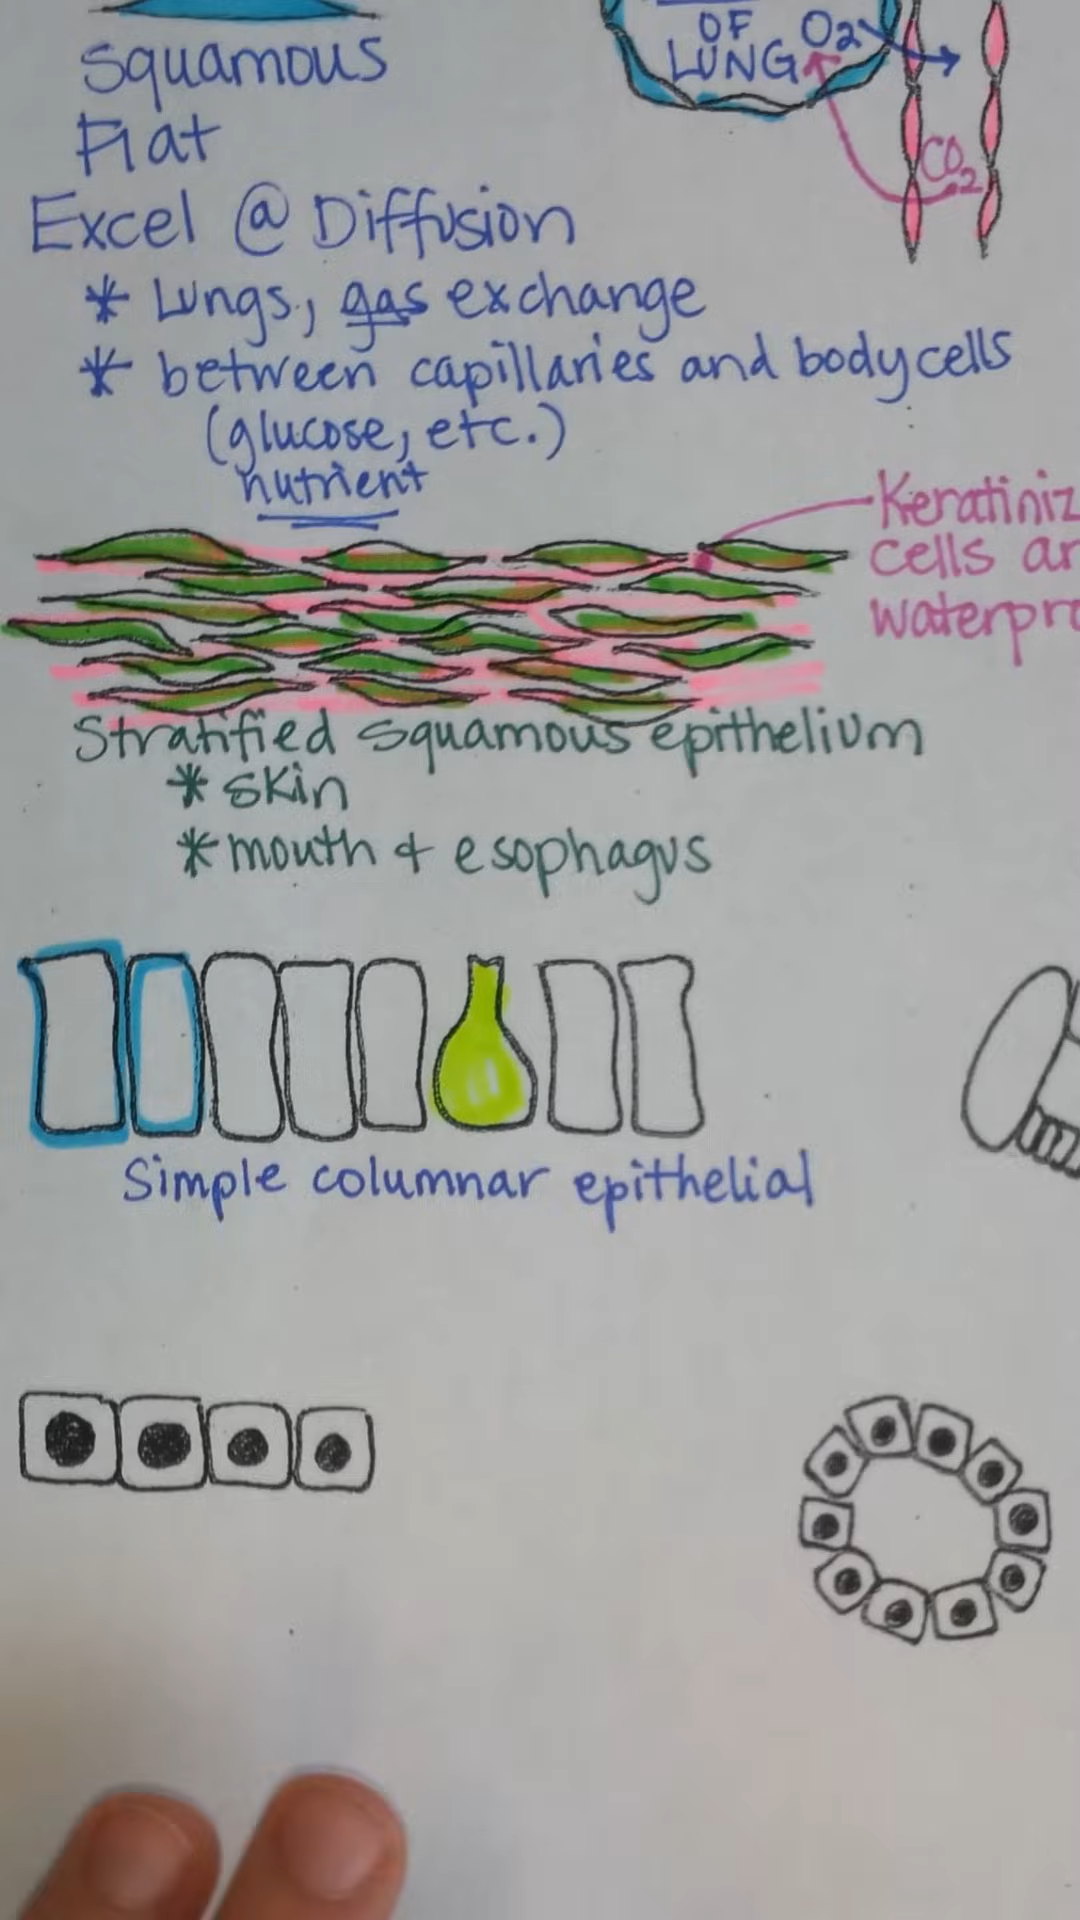 Squamous
Flat
Excel @ Diffusion
* Lungs, gas exchange
* between capillaries and body cells
(glucose, etc.)
nutrient
OF
LUNG
O2
CO2
Keratiniz
cells ar
waterpro
Stratified squamous epithelium
* skin
* mouth + esophagus
Simple columnar epithelial